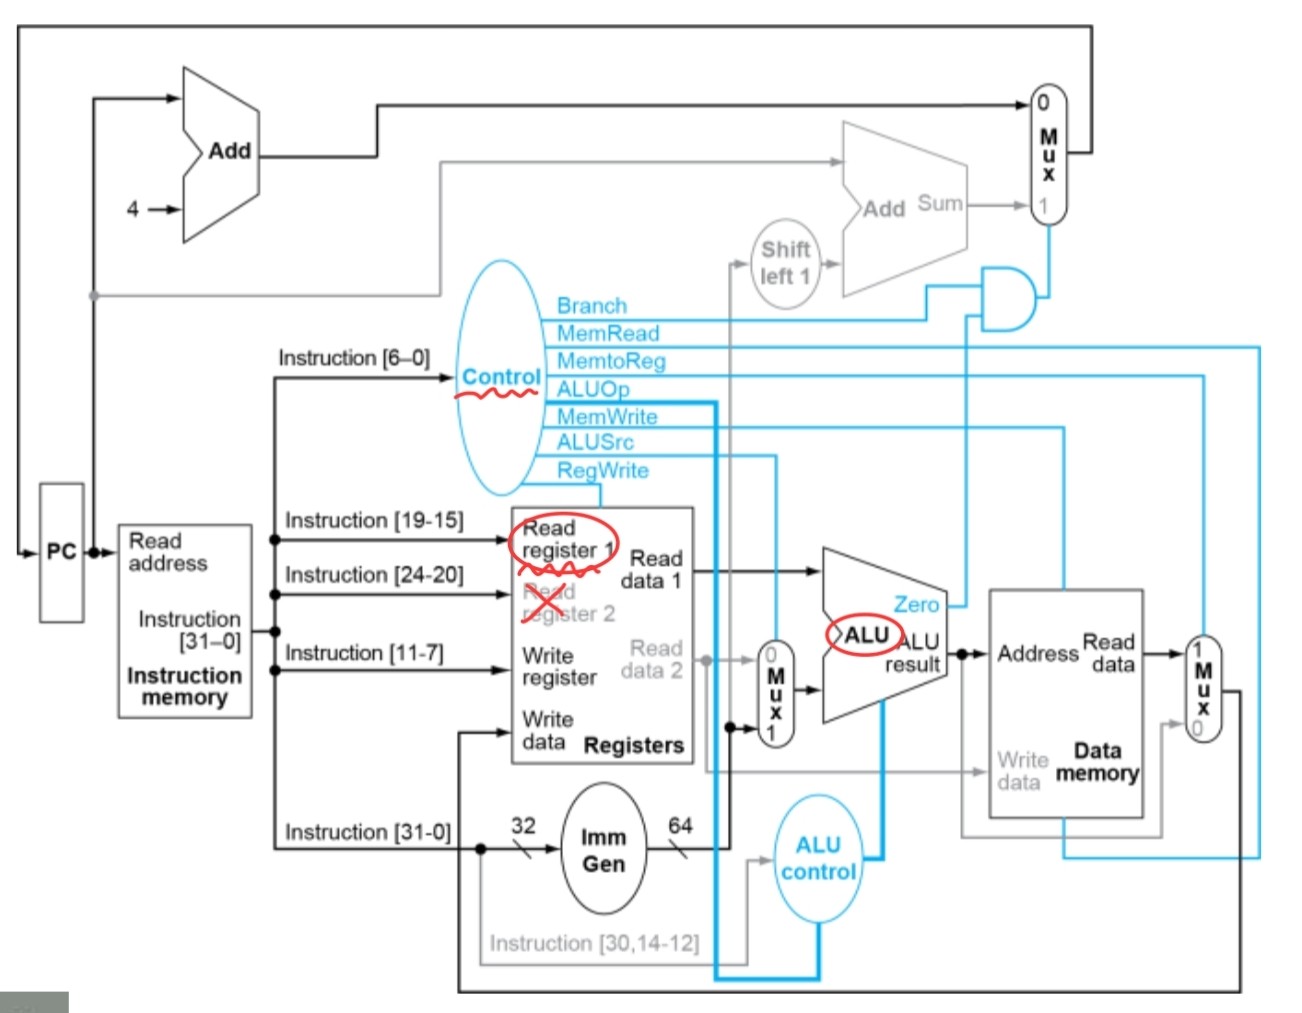 0
M
u
x
1
Add
4
Add Sum
Shift
left 1
Branch
MemRead
MemtoReg
ALUOp
MemWrite
ALUSrc
RegWrite
Control
Instruction [6–0]
Instruction [19-15]
Instruction [24-20]
Instruction [11-7]
Instruction [31-0]
PC
Read
address
Instruction
[31–0]
Instruction
memory
Read
register 1
Read
register 2
Write
register
Write
data
Read
data 1
Read
data 2
Registers
0
M
u
x
1
Zero
ALU
ALU
result
Address
Read
data
Write
data
Data
memory
1
M
u
x
0
32
Imm
Gen
64
ALU
control
Instruction [30,14-12]